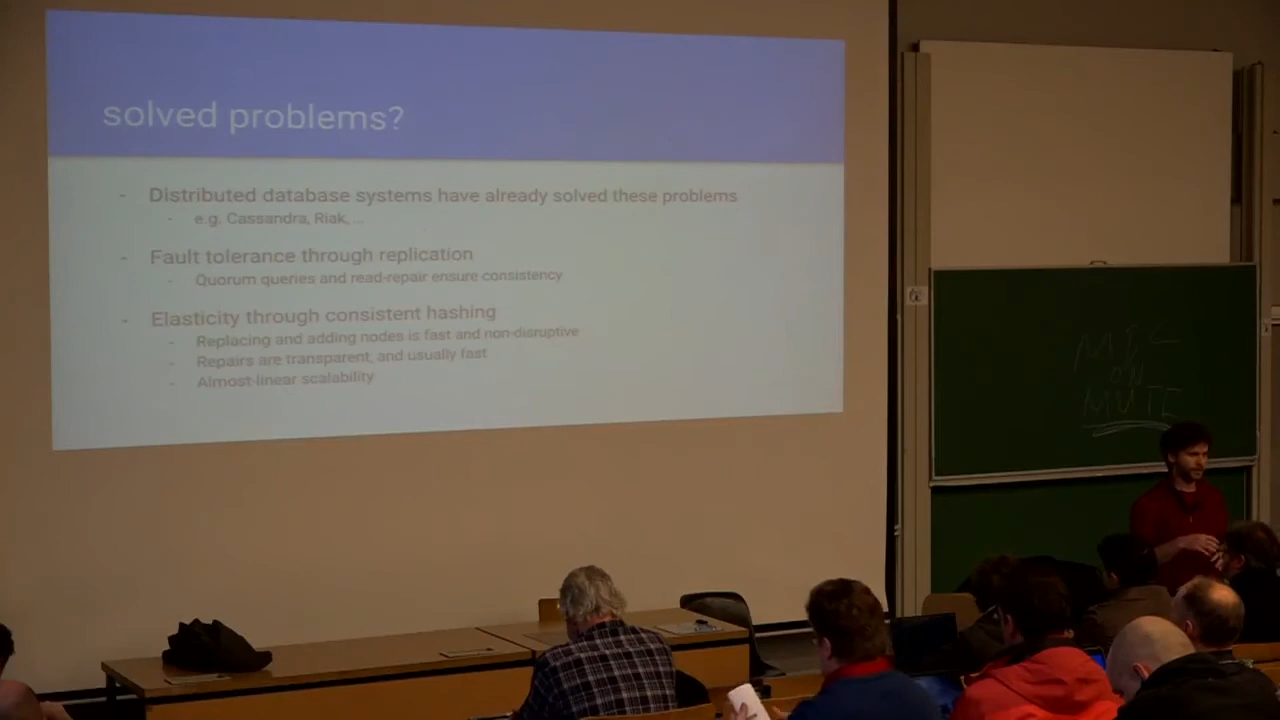 solved problems?
- Distributed database systems have already solved these problems
- e.g. Cassandra, Riak, ...
- Fault tolerance through replication
- Quorum queries and read-repair ensure consistency
- Elasticity through consistent hashing
- Replacing and adding nodes is fast and non-disruptive
- Repairs are transparent, and usually fast
- Almost-linear scalability
ON
MUTE